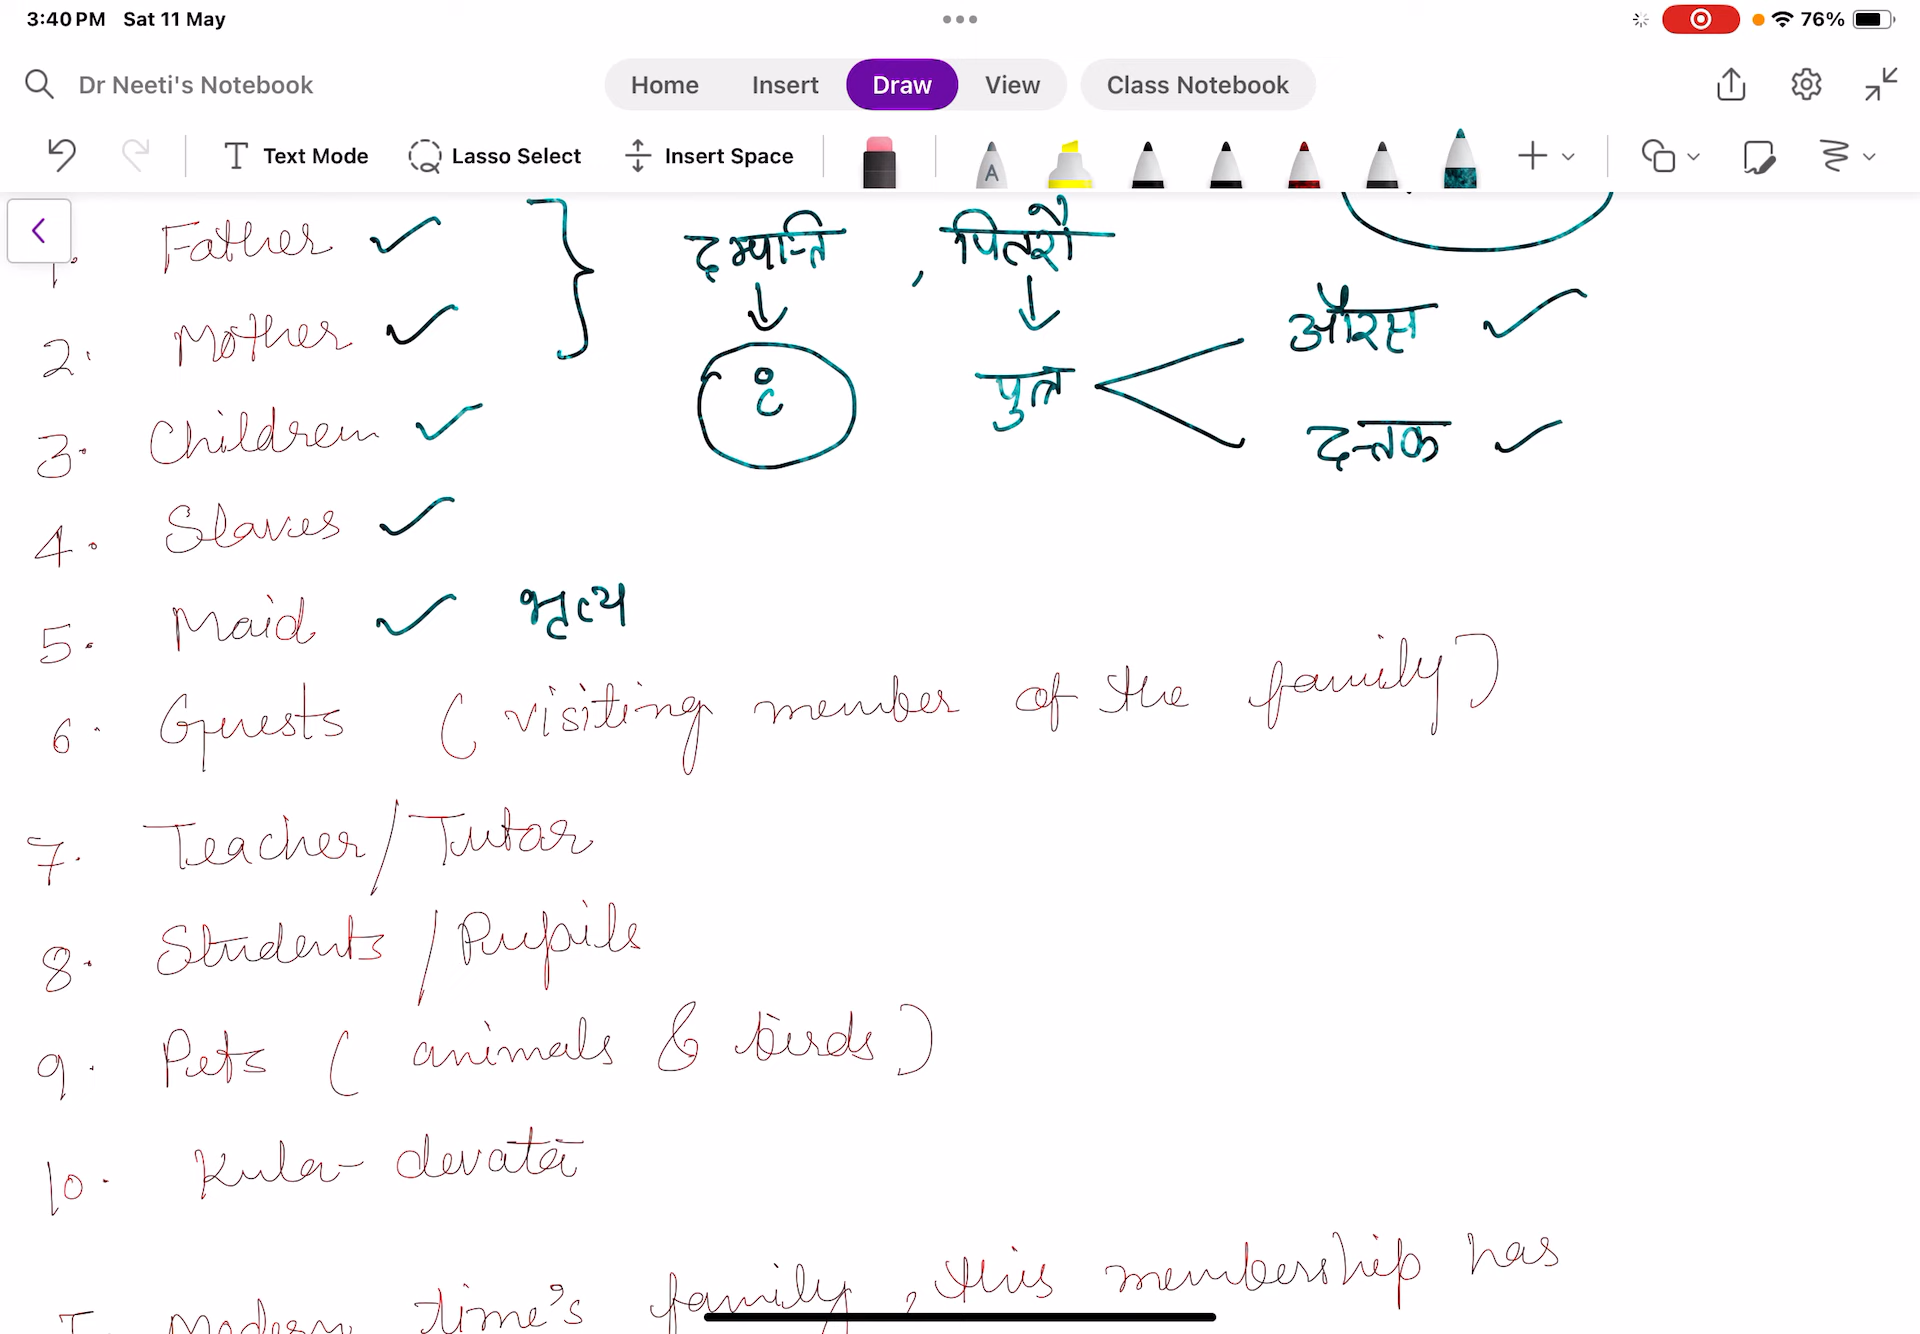 3:40 PM Sat 11 May 76%
Dr Neeti's Notebook Home Insert Draw View Class Notebook
Text Mode Lasso Select Insert Space
1. Father ✓ दम्पत्ति , पितरौ
2. Mother ✓ औरस ✓
3. Children ✓ पुत्र दत्तक ✓
4. Slaves ✓
5. Maid ✓ भृत्य
6. Guests (visiting member of the family)
7. Teacher/Tutor
8. Students/Pupils
9. Pets (animals & birds)
10. Kula-devatā
Modern time's family, this membership has